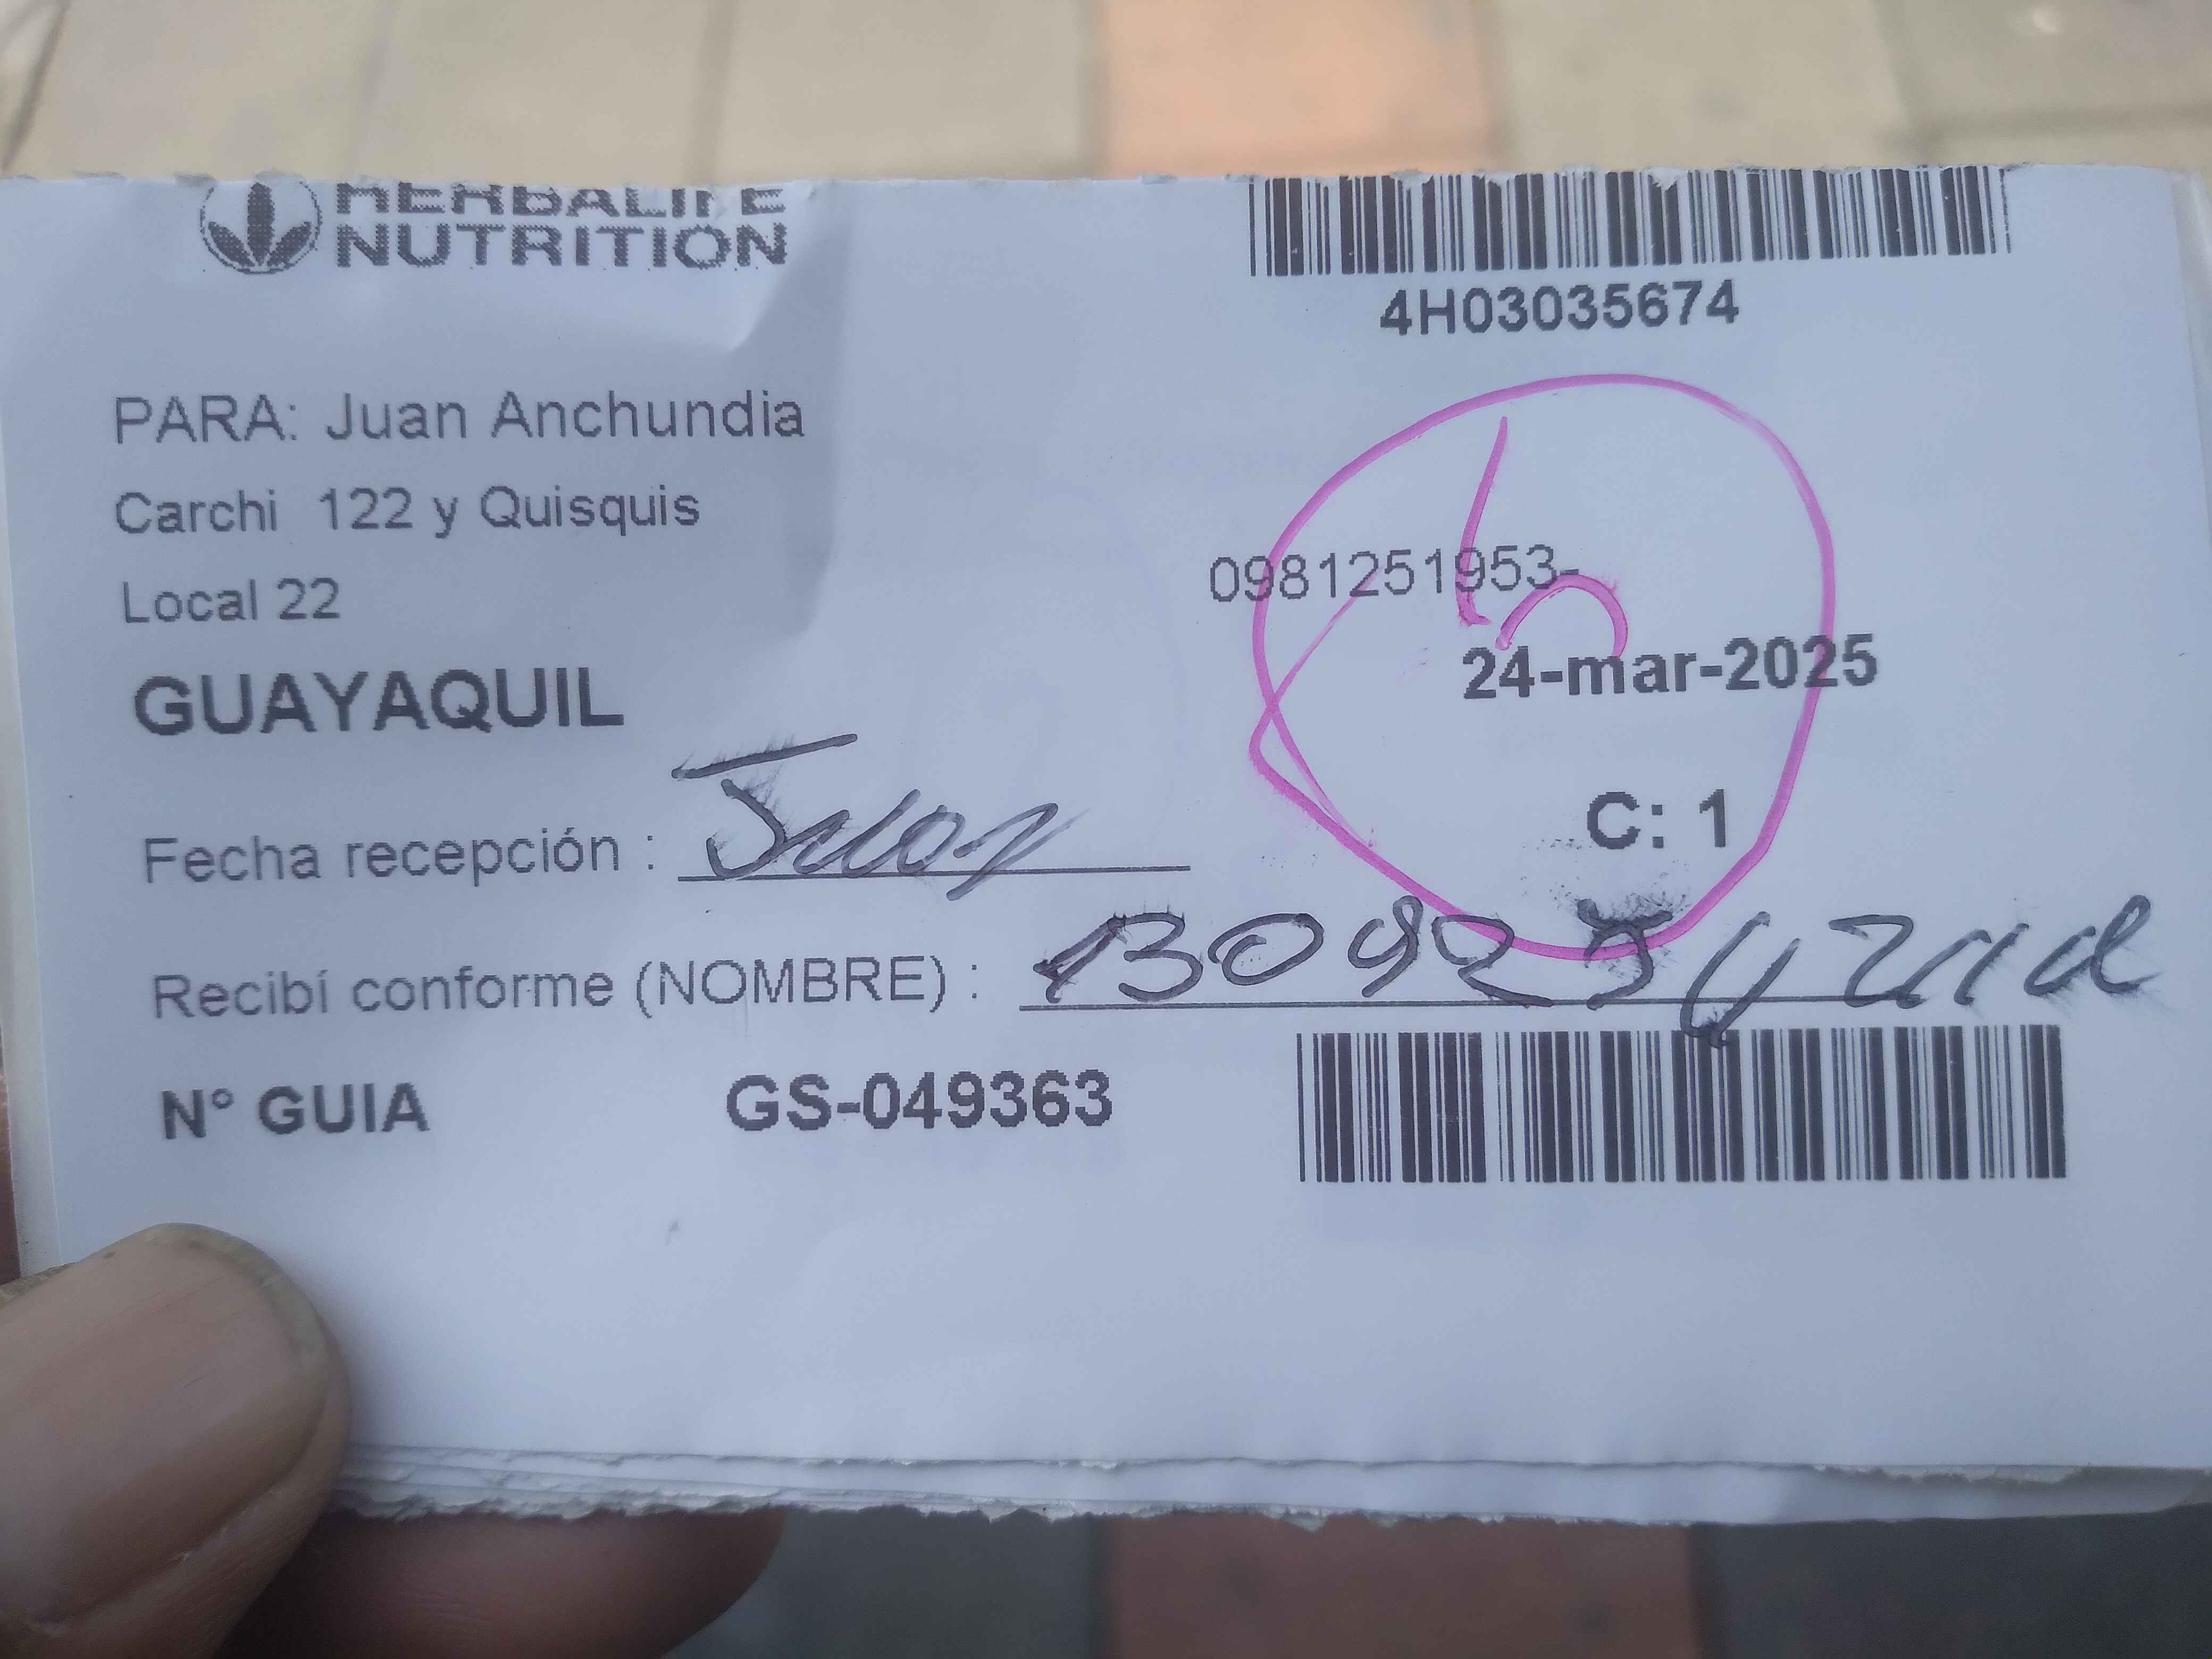 HERBALIFE
NUTRITION
4H03035674
PARA: Juan Anchundia
Carchi 122 y Quisquis
Local 22
0981251953-
GUAYAQUIL
24-mar-2025
C: 1
Fecha recepción : Juan
Recibí conforme (NOMBRE) :
N° GUIA GS-049363